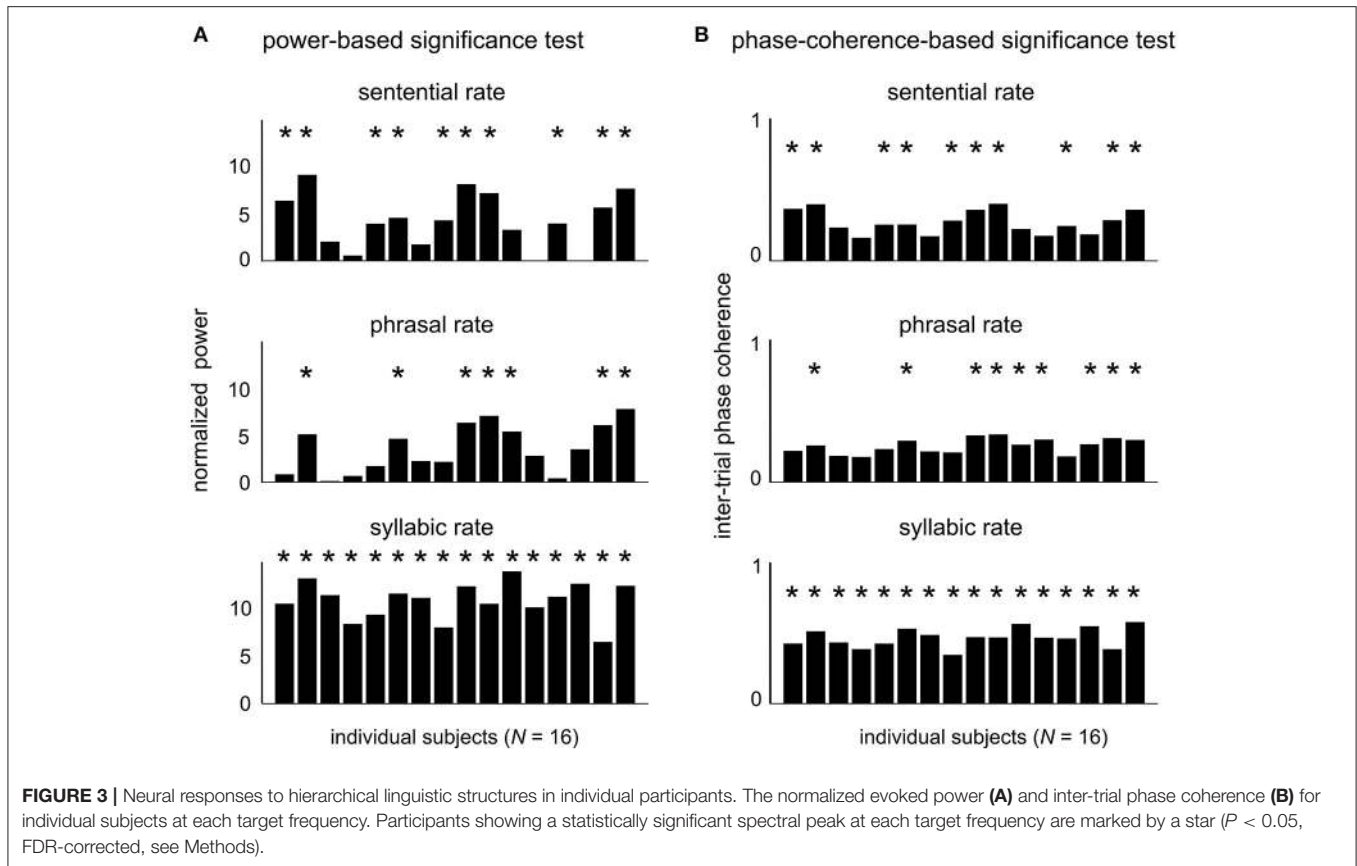 A power-based significance test
sentential rate
* * * * * * * * * *
10
5
0
phrasal rate
* * * * * * *
10
5
0
syllabic rate
* * * * * * * * * * * * * * * *
10
5
0
normalized power
individual subjects (N = 16)
B phase-coherence-based significance test
sentential rate
1
* * * * * * * * * *
0
phrasal rate
1
* * * * * * * * *
0
syllabic rate
1
* * * * * * * * * * * * * * * *
0
inter-trial phase coherence
individual subjects (N = 16)
FIGURE 3 | Neural responses to hierarchical linguistic structures in individual participants. The normalized evoked power (A) and inter-trial phase coherence (B) for
individual subjects at each target frequency. Participants showing a statistically significant spectral peak at each target frequency are marked by a star (P < 0.05,
FDR-corrected, see Methods).